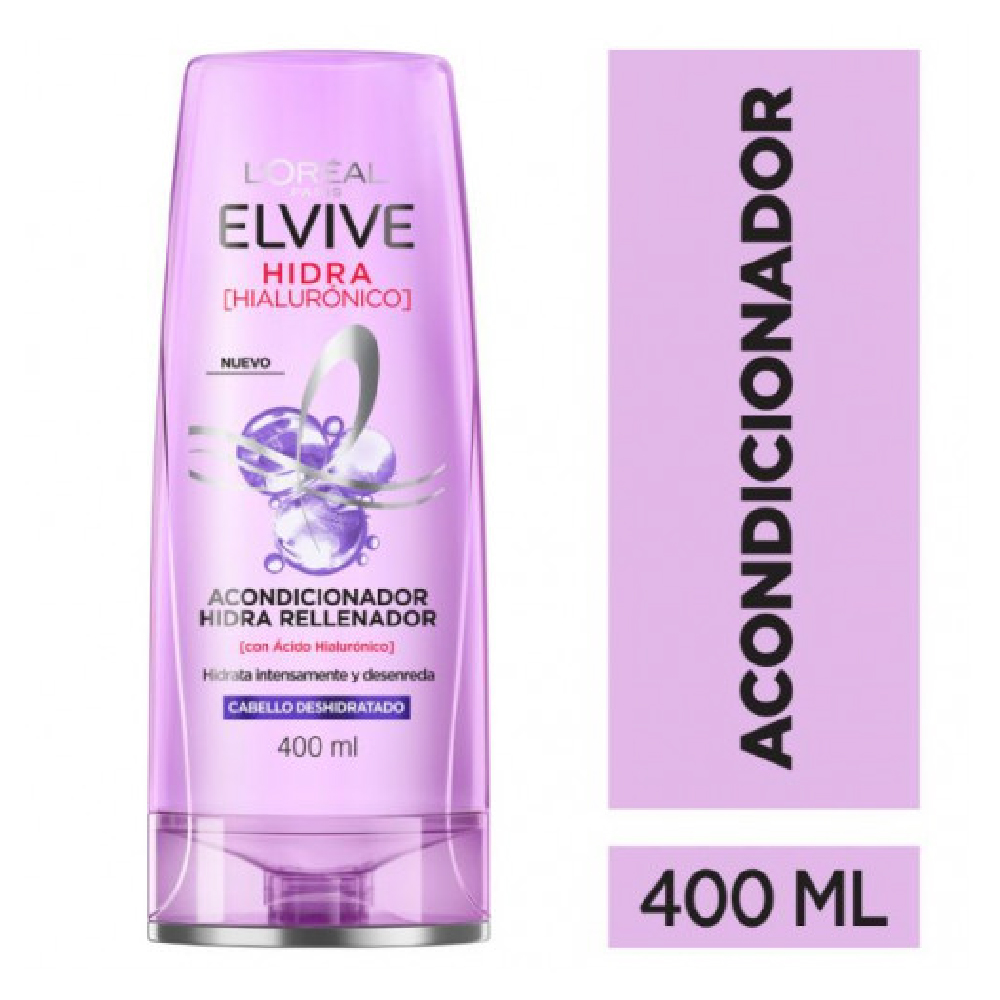 L'ORÉAL
PARIS
ELVIVE
HIDRA
[HIALURÓNICO]
NUEVO
ACONDICIONADOR
HIDRA RELLENADOR
[con Ácido Hialurónico]
Hidrata intensamente y desenreda
CABELLO DESHIDRATADO
400 ml
ACONDICIONADOR
400 ML